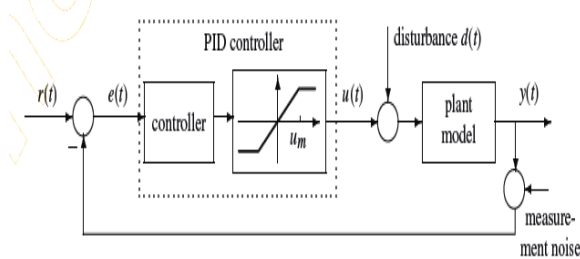 PID controller
disturbance d(t)
r(t)
e(t)
controller
u_m
u(t)
plant
model
y(t)
measure-
ment noise